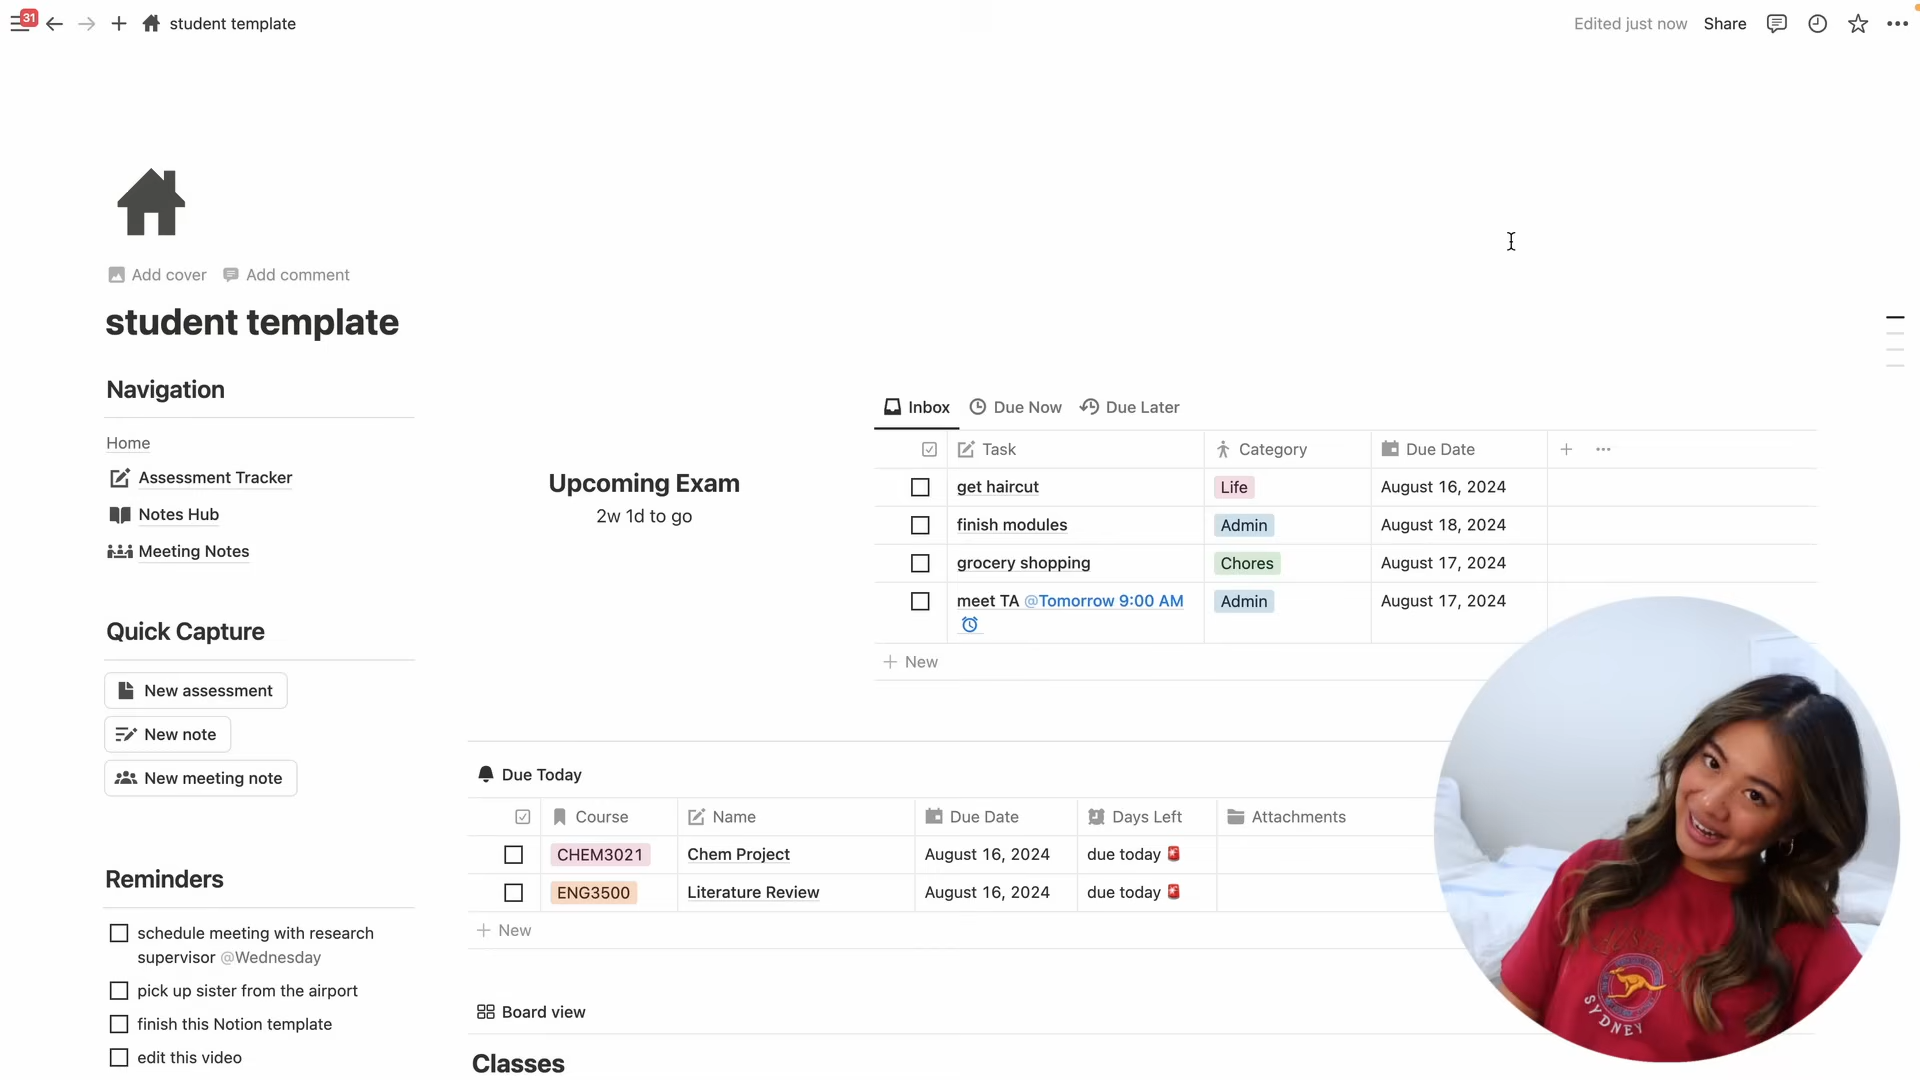 31
student template
Edited just now
Share
Add cover
Add comment
student template
Navigation
Home
Assessment Tracker
Notes Hub
Meeting Notes
Quick Capture
New assessment
New note
New meeting note
Reminders
schedule meeting with research
supervisor @Wednesday
pick up sister from the airport
finish this Notion template
edit this video
Upcoming Exam
2w 1d to go
Inbox
Due Now
Due Later
Task Category Due Date
get haircut Life August 16, 2024
finish modules Admin August 18, 2024
grocery shopping Chores August 17, 2024
meet TA @Tomorrow 9:00 AM Admin August 17, 2024
New
Due Today
Course Name Due Date Days Left Attachments
CHEM3021 Chem Project August 16, 2024 due today
ENG3500 Literature Review August 16, 2024 due today
New
Board view
Classes
SYDNEY